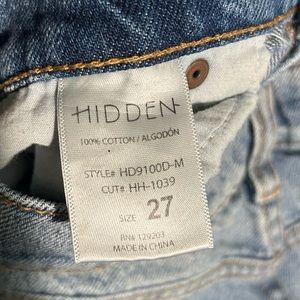 HIDDEN
100% COTTON / ALGODÓN
STYLE# HD9100D-M
CUT# HH-1039
SIZE 27
RN# 129203
MADE IN CHINA